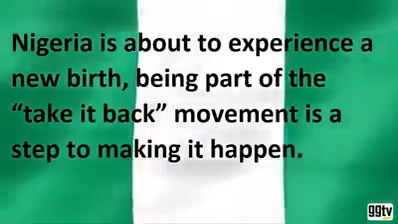 Nigeria is about to experience a
new birth, being part of the
“take it back” movement is a
step to making it happen.
ggtv